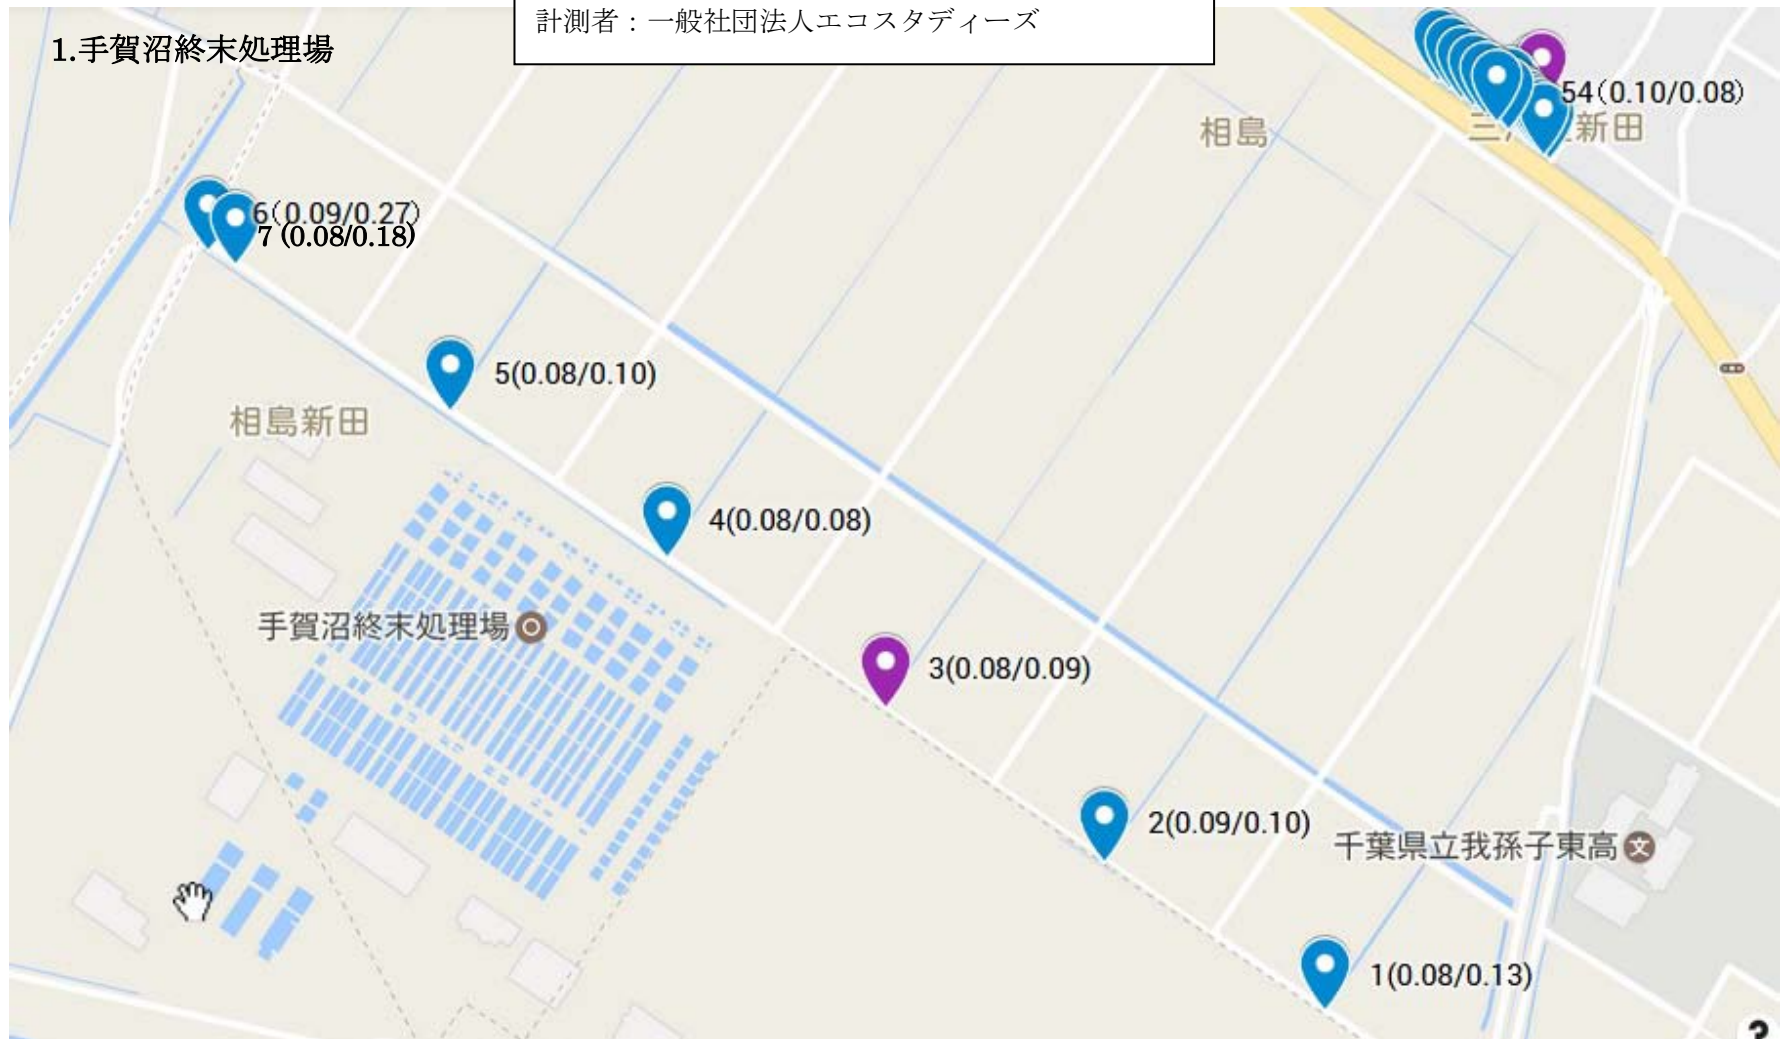 計測者：一般社団法人エコスタディーズ
1.手賀沼終末処理場
54(0.10/0.08)
相島
新田
6(0.09/0.27)
7 (0.08/0.18)
5(0.08/0.10)
相島新田
4(0.08/0.08)
手賀沼終末処理場
3(0.08/0.09)
2(0.09/0.10)
千葉県立我孫子東高
文
1(0.08/0.13)